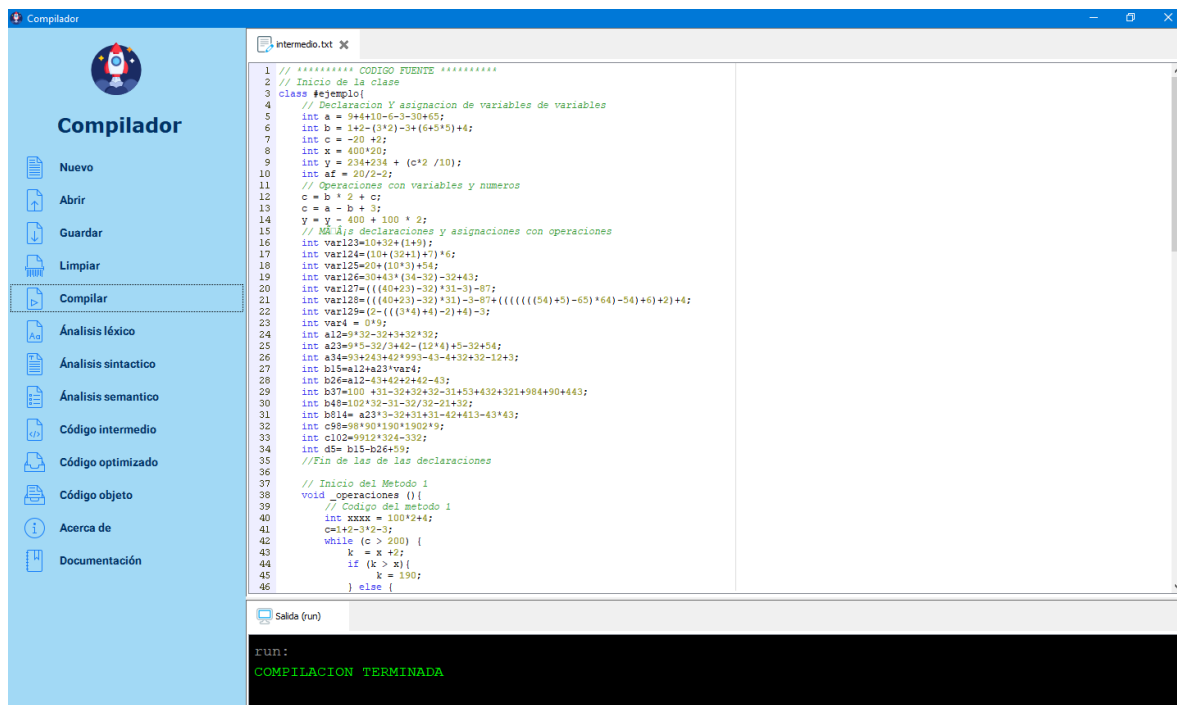 Compilador
Compilador
Nuevo
Abrir
Guardar
Limpiar
Compilar
Ánalisis léxico
Ánalisis sintactico
Ánalisis semantico
Código intermedio
Código optimizado
Código objeto
Acerca de
Documentación
intermedio.txt
1 // ********** CODIGO FUENTE **********
2 // Inicio de la clase
3 class #ejemplo{
4 // Declaracion Y asignacion de variables de variables
5 int a = 9+4+10-6-3-30+65;
6 int b = 1+2-(3*2)-3+(6+5*5)+4;
7 int c = -20 +2;
8 int x = 400*20;
9 int y = 234+234 + (c*2 /10);
10 int af = 20/2-2;
11 // Operaciones con variables y numeros
12 c = b * 2 + c;
13 c = a - b + 3;
14 y = y - 400 + 100 * 2;
15 // declaraciones y asignaciones con operaciones
16 int var123=10+32+(1+9);
17 int var124=(10+(32+1)+7)*6;
18 int var125=20+(10*3)+54;
19 int var126=30+43*(34-32)-32+43;
20 int var127=(((40+23)-32)*31-3)-87;
21 int var128=(((40+23)-32)*31)-3-87+(((((((54)+5)-65)*64)-54)+6)+2)+4;
22 int var129=(2-(((3*4)+4)-2)+4)-3;
23 int var4 = 0*9;
24 int a12=9*32-32+3+32*32;
25 int a23=9*5-32/3+42-(12*4)+5-32+54;
26 int a34=93+243+42*993-43-4+32+32-12+3;
27 int b15=a12+a23*var4;
28 int b26=a12-43+42+2+42-43;
29 int b37=100 +31-32+32+32-31+53+432+321+984+90+443;
30 int b48=102*32-31-32/32-21+32;
31 int b814= a23*3-32+31+31-42+413-43*43;
32 int c98=98*90*190*1902*9;
33 int c102=9912*324-332;
34 int d5= b15-b26+59;
35 //Fin de las de las declaraciones
36
37 // Inicio del Metodo 1
38 void _operaciones (){
39 // Codigo del metodo 1
40 int xxxx = 100*2+4;
41 c=1+2-3*2-3;
42 while (c > 200) {
43 k = x +2;
44 if (k > x){
45 k = 190;
46 } else {
Salida (run)
run:
COMPILACION TERMINADA